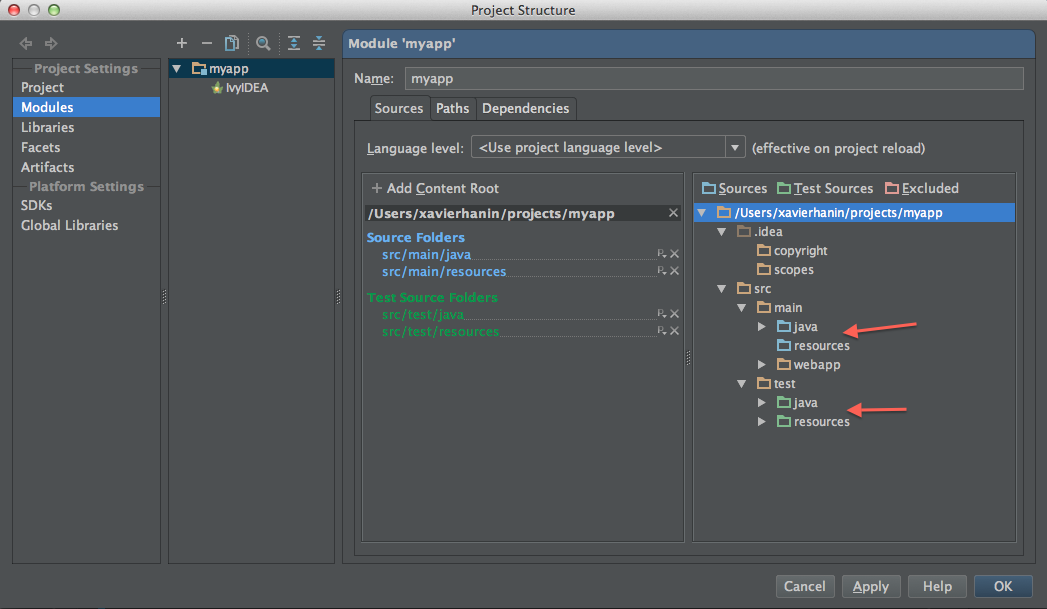 Project Structure
Project Settings
Project
Modules
Libraries
Facets
Artifacts
Platform Settings
SDKs
Global Libraries
myapp
IvyIDEA
Module 'myapp'
Name: myapp
Sources Paths Dependencies
Language level: <Use project language level> (effective on project reload)
Add Content Root
/Users/xavierhanin/projects/myapp
Source Folders
src/main/java
src/main/resources
Test Source Folders
src/test/java
src/test/resources
Sources Test Sources Excluded
/Users/xavierhanin/projects/myapp
.idea
copyright
scopes
src
main
java
resources
webapp
test
java
resources
Cancel Apply Help OK